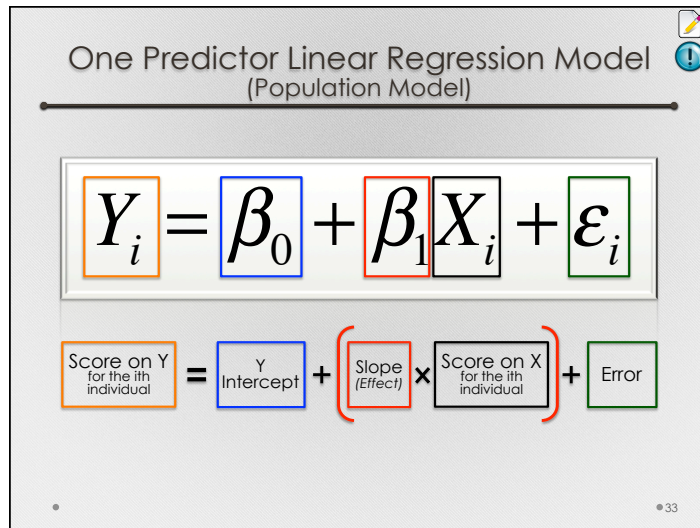 One Predictor Linear Regression Model
(Population Model)
Yᵢ = β₀ + β₁Xᵢ + εᵢ
Score on Y for the ith individual = Y Intercept + (Slope (Effect) × Score on X for the ith individual) + Error
33